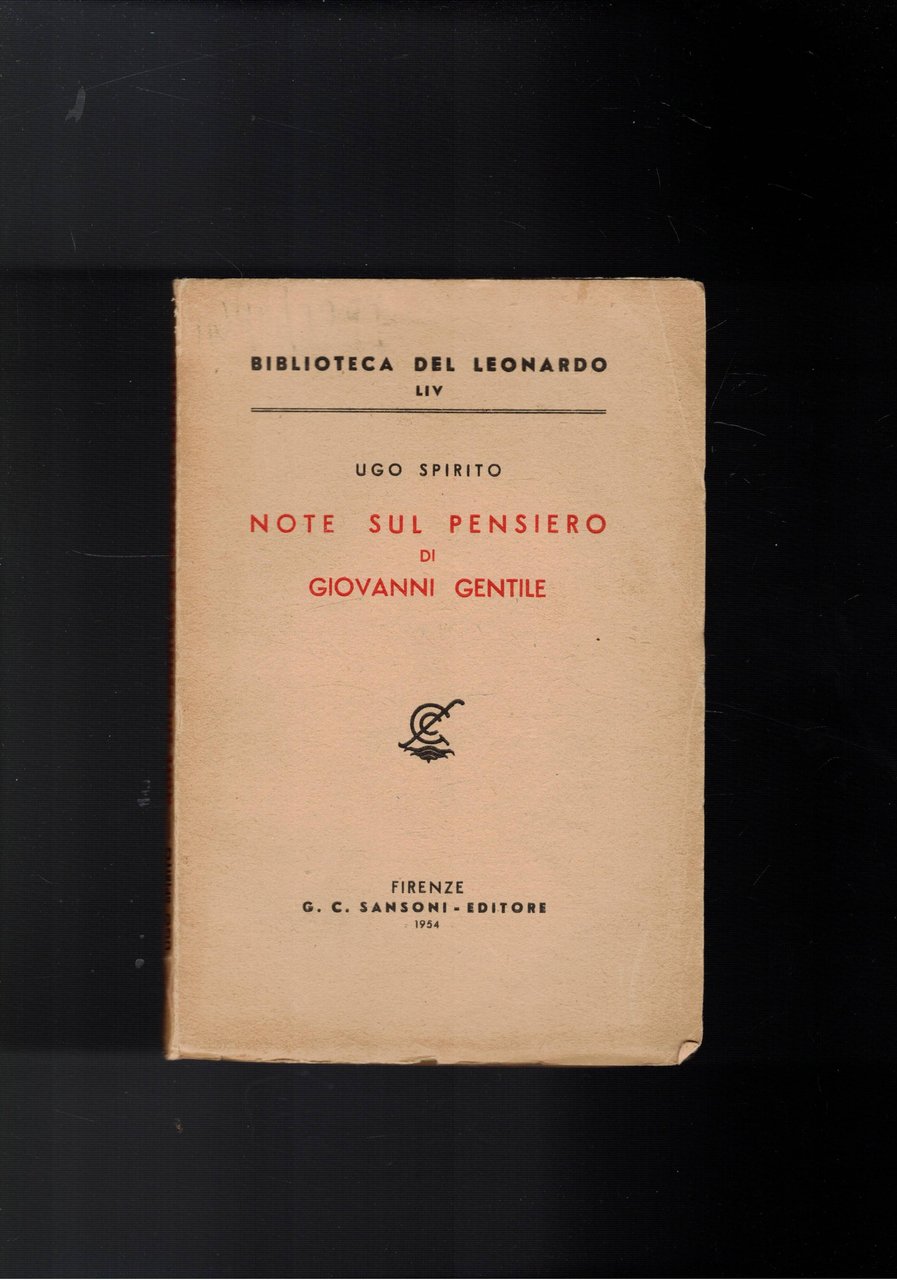 BIBLIOTECA DEL LEONARDO
LIV
UGO SPIRITO
NOTE SUL PENSIERO
DI
GIOVANNI GENTILE
FIRENZE
G. C. SANSONI - EDITORE
1954